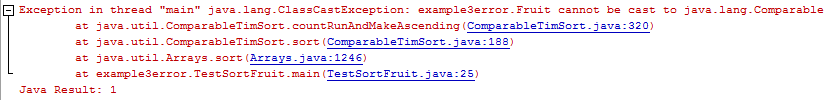 Exception in thread "main" java.lang.ClassCastException: example3error.Fruit cannot be cast to java.lang.Comparable
at java.util.ComparableTimSort.countRunAndMakeAscending(ComparableTimSort.java:320)
at java.util.ComparableTimSort.sort(ComparableTimSort.java:188)
at java.util.Arrays.sort(Arrays.java:1246)
at example3error.TestSortFruit.main(TestSortFruit.java:25)
Java Result: 1